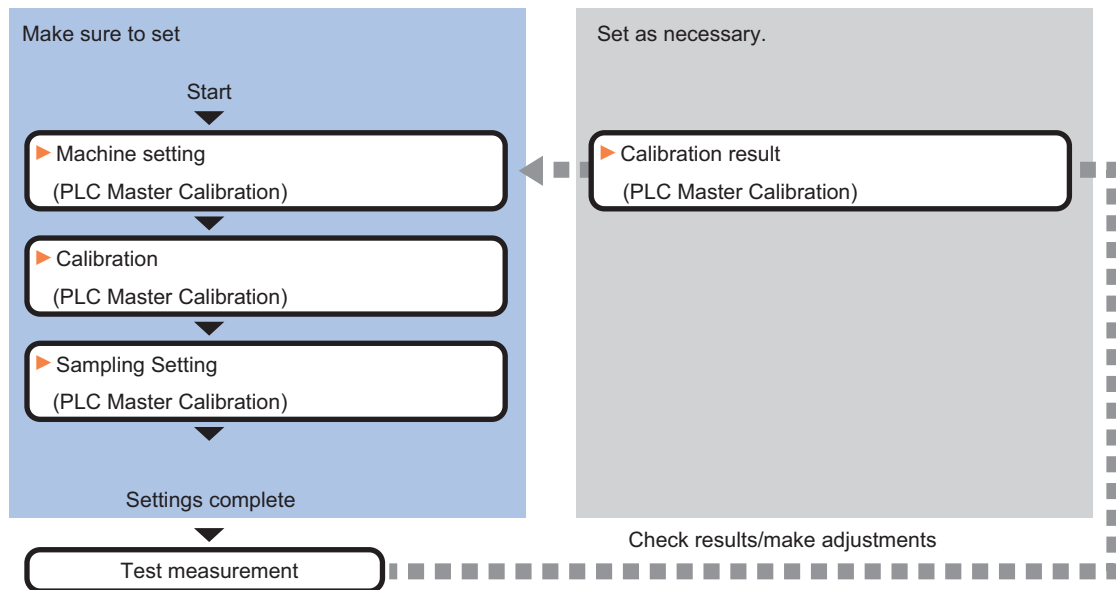 Make sure to set
Start
Machine setting
(PLC Master Calibration)
Calibration
(PLC Master Calibration)
Sampling Setting
(PLC Master Calibration)
Settings complete
Test measurement
Set as necessary.
Calibration result
(PLC Master Calibration)
Check results/make adjustments